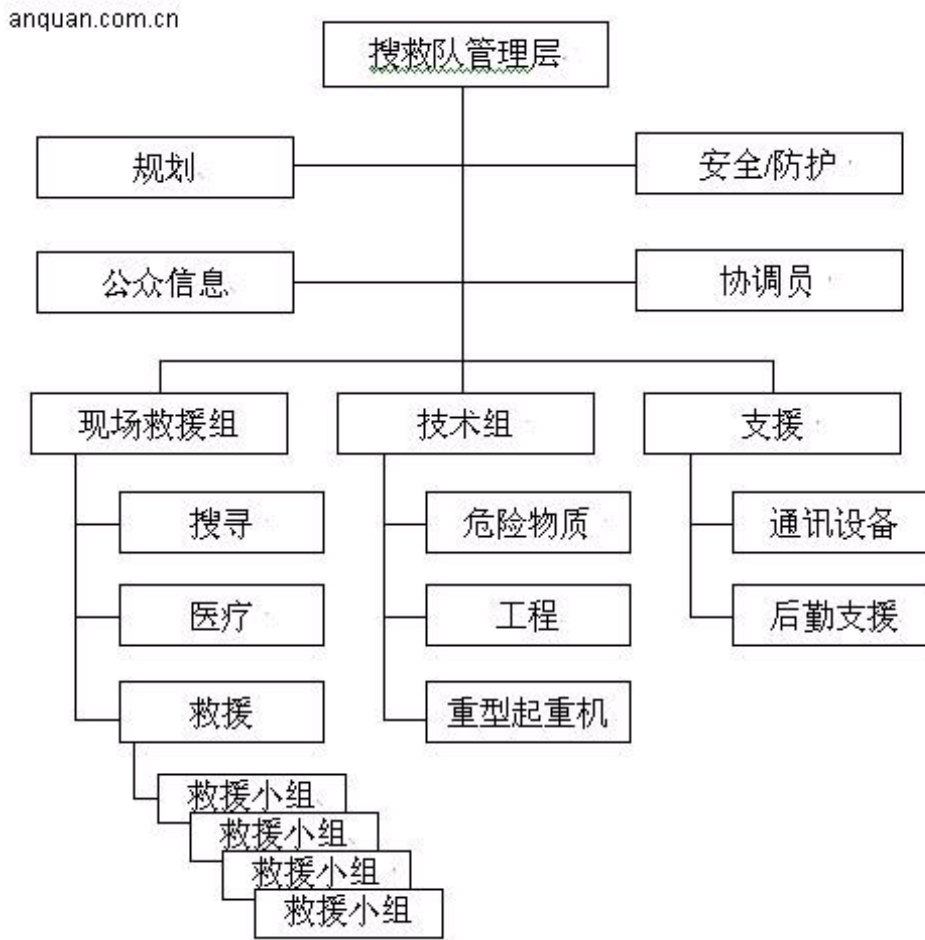 anquan.com.cn
搜救队管理层
规划
安全/防护
公众信息
协调员
现场救援组
技术组
支援
搜寻
危险物质
通讯设备
医疗
工程
后勤支援
救援
重型起重机
救援小组
救援小组
救援小组
救援小组